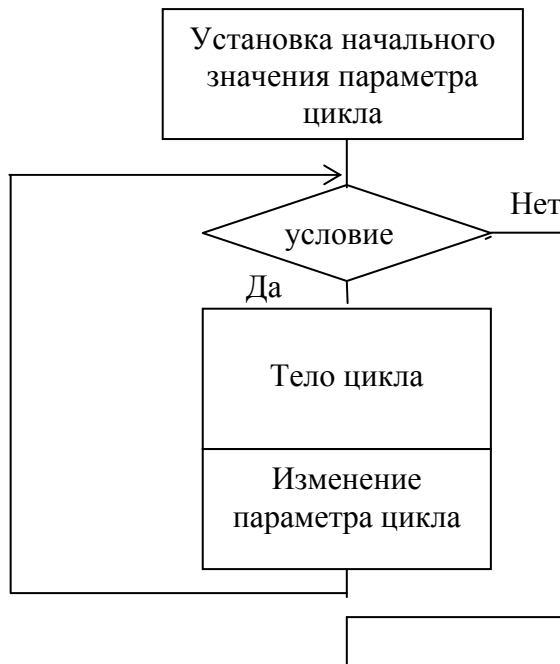 Установка начального
значения параметра
цикла
Нет
условие
Да
Тело цикла
Изменение
параметра цикла